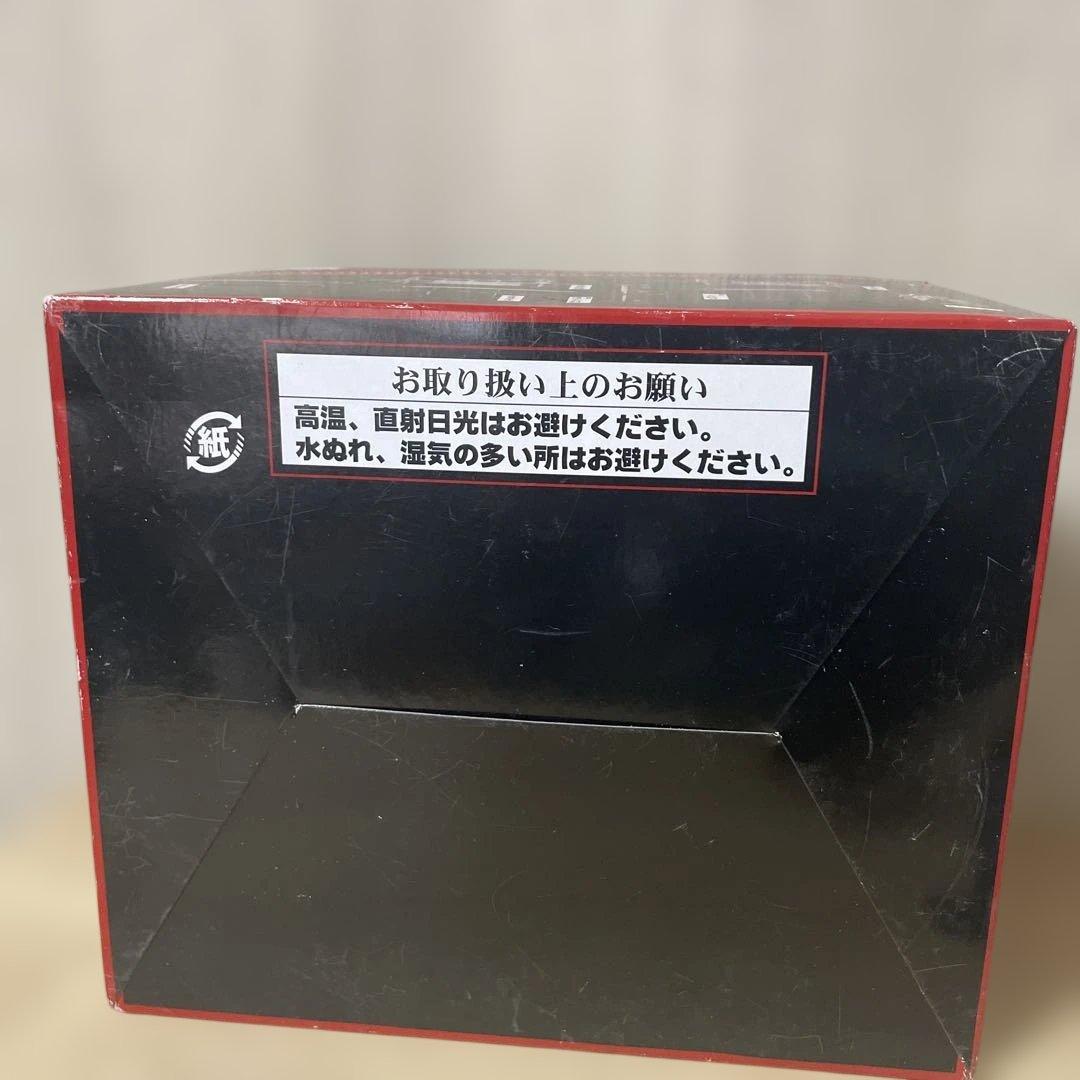 お取り扱い上のお願い
高温、直射日光はお避けください。
水ぬれ、湿気の多い所はお避けください。
紙